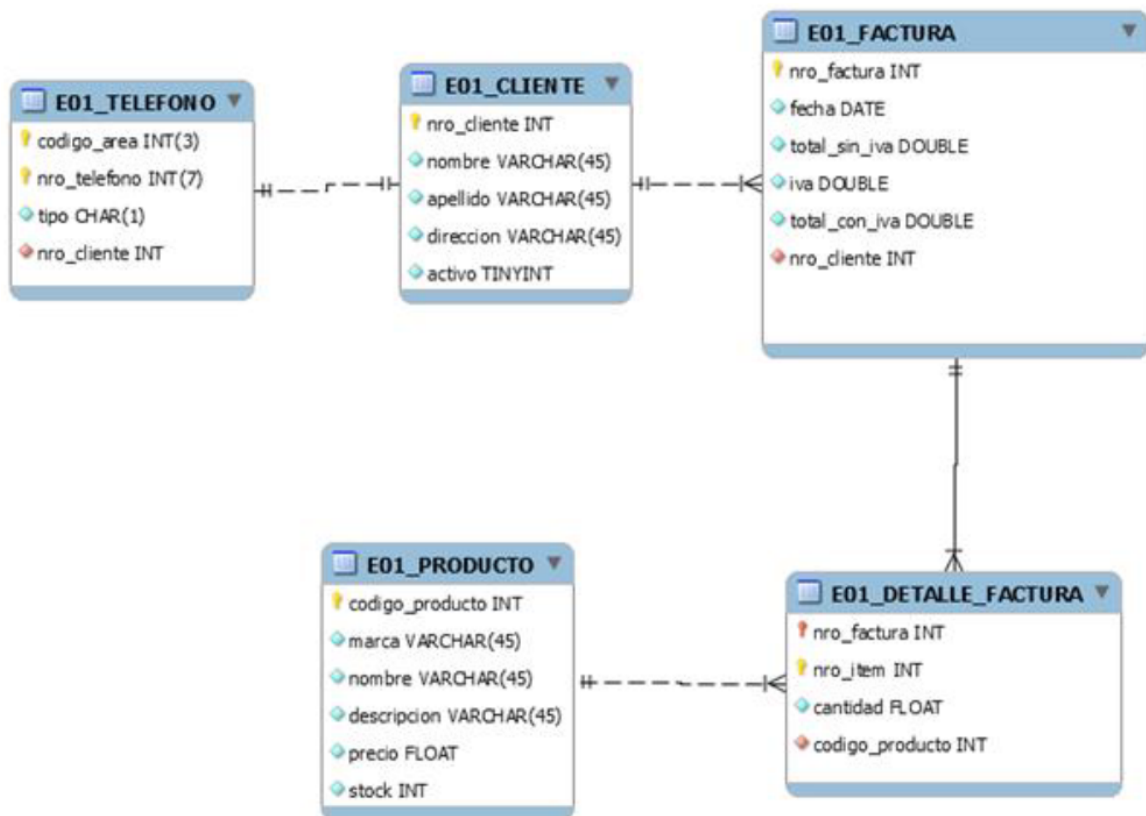 E01_TELEFONO
codigo_area INT(3)
nro_telefono INT(7)
tipo CHAR(1)
nro_cliente INT
E01_CLIENTE
nro_cliente INT
nombre VARCHAR(45)
apellido VARCHAR(45)
direccion VARCHAR(45)
activo TINYINT
E01_FACTURA
nro_factura INT
fecha DATE
total_sin_iva DOUBLE
iva DOUBLE
total_con_iva DOUBLE
nro_cliente INT
E01_PRODUCTO
codigo_producto INT
marca VARCHAR(45)
nombre VARCHAR(45)
descripcion VARCHAR(45)
precio FLOAT
stock INT
E01_DETALLE_FACTURA
nro_factura INT
nro_item INT
cantidad FLOAT
codigo_producto INT